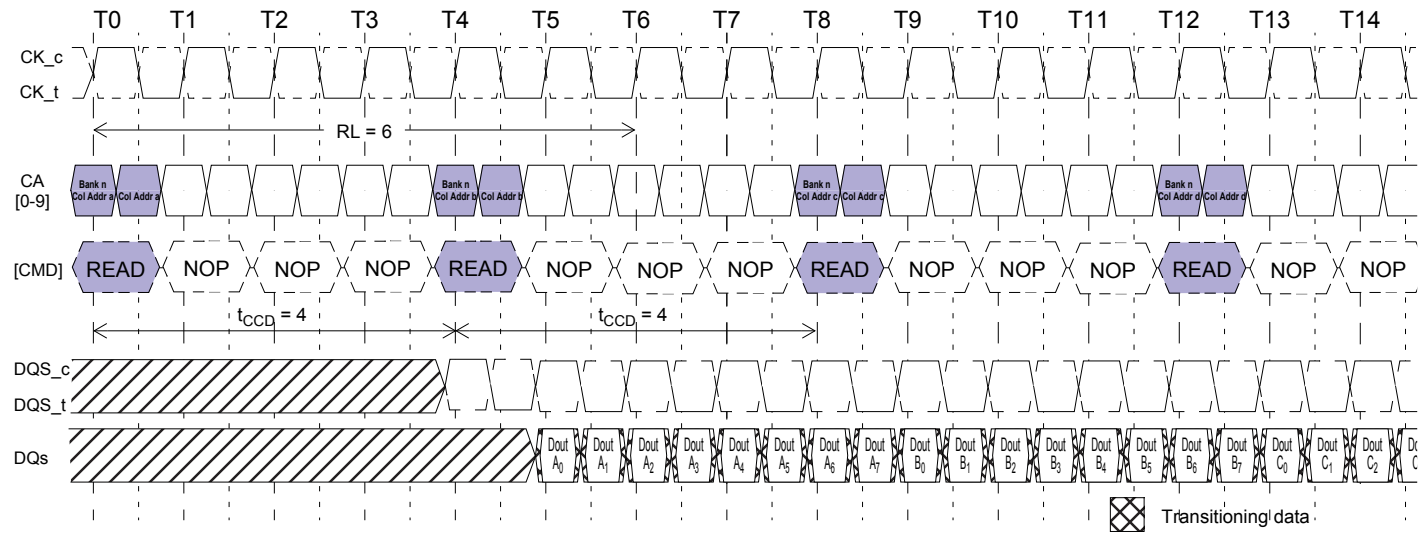 T0 T1 T2 T3 T4 T5 T6 T7 T8 T9 T10 T11 T12 T13 T14
CK_c
CK_t
RL = 6
CA
[0-9]
Bank n
Col Addr a
Col Addr a
Bank n
Col Addr b
Col Addr b
Bank n
Col Addr c
Col Addr c
Bank n
Col Addr d
Col Addr d
[CMD] READ NOP NOP NOP READ NOP NOP NOP READ NOP NOP NOP READ NOP NOP
tCCD = 4 tCCD = 4
DQS_c
DQS_t
DQs
Dout Dout Dout Dout Dout Dout Dout Dout Dout Dout Dout Dout Dout Dout Dout Dout Dout Dout Dout
A0 A1 A2 A3 A4 A5 A6 A7 B0 B1 B2 B3 B4 B5 B6 B7 C0 C1 C2
Transitioning data